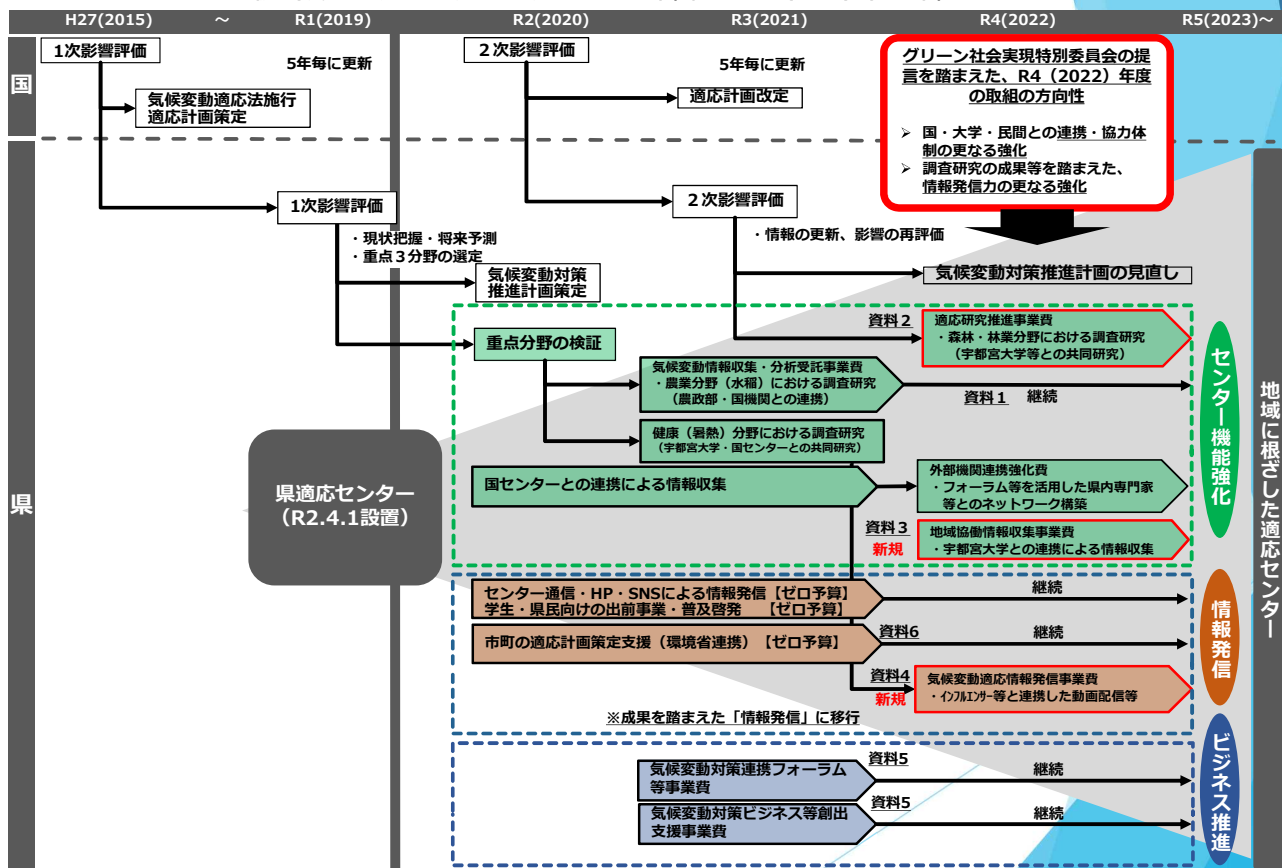 H27(2015)　～　R1(2019)　R2(2020)　R3(2021)　R4(2022)　R5(2023)～
国
1次影響評価
5年毎に更新
気候変動適応法施行
適応計画策定
２次影響評価
5年毎に更新
適応計画改定
グリーン社会実現特別委員会の提
言を踏まえた、R4（2022）年度
の取組の方向性
➢ 国・大学・民間との連携・協力体
制の更なる強化
➢ 調査研究の成果等を踏まえた、
情報発信力の更なる強化
県
1次影響評価
・現状把握・将来予測
・重点３分野の選定
気候変動対策
推進計画策定
２次影響評価
・情報の更新、影響の再評価
気候変動対策推進計画の見直し
重点分野の検証
資料２
適応研究推進事業費
・森林・林業分野における調査研究
（宇都宮大学等との共同研究）
気候変動情報収集・分析受託事業費
・農業分野（水稲）における調査研究
（農政部・国機関との連携）
資料１　継続
健康（暑熱）分野における調査研究
（宇都宮大学・国センターとの共同研究）
県適応センター
（R2.4.1設置）
国センターとの連携による情報収集
外部機関連携強化費
・フォーラム等を活用した県内専門家
等とのネットワーク構築
資料３
新規
地域協働情報収集事業費
・宇都宮大学との連携による情報収集
センター機能強化
センター通信・HP・SNSによる情報発信【ゼロ予算】
学生・県民向けの出前事業・普及啓発　【ゼロ予算】
継続
市町の適応計画策定支援（環境省連携）【ゼロ予算】
資料6
継続
資料4
新規
気候変動適応情報発信事業費
・ｲﾝﾌﾙｴﾝｻｰ等と連携した動画配信等
※成果を踏まえた「情報発信」に移行
情報発信
気候変動対策連携フォーラム
等事業費
資料5
継続
気候変動対策ビジネス等創出
支援事業費
資料5
継続
ビジネス推進
地域に根ざした適応センター